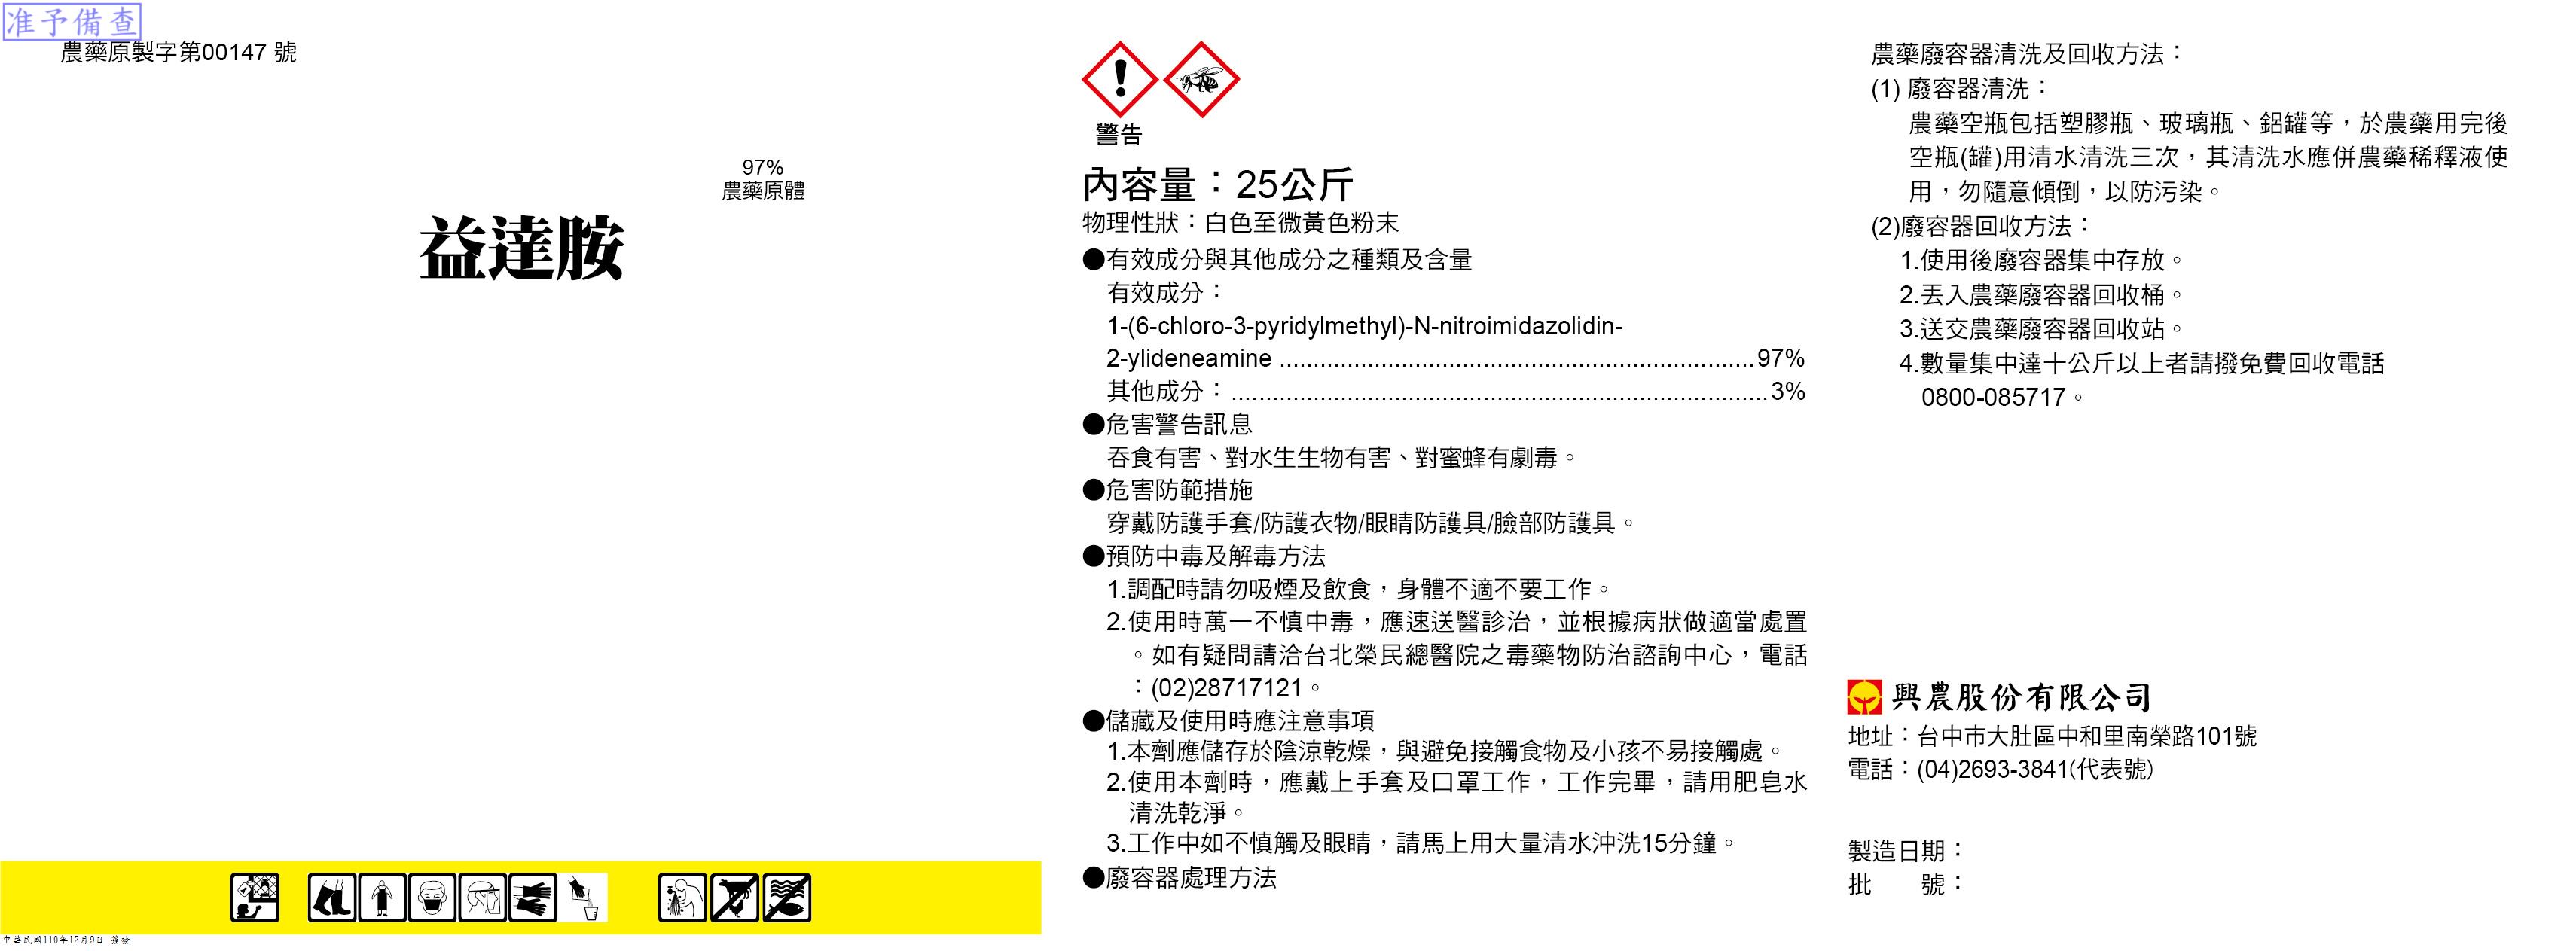 准予備查
農藥原製字第00147 號
97%
農藥原體
益達胺
中華民國110年12月9日 簽發
警告
內容量：25公斤
物理性狀：白色至微黃色粉末
●有效成分與其他成分之種類及含量
有效成分：
1-(6-chloro-3-pyridylmethyl)-N-nitroimidazolidin-
2-ylideneamine ......................................................................97%
其他成分：...............................................................................3%
●危害警告訊息
吞食有害、對水生生物有害、對蜜蜂有劇毒。
●危害防範措施
穿戴防護手套/防護衣物/眼睛防護具/臉部防護具。
●預防中毒及解毒方法
1.調配時請勿吸煙及飲食，身體不適不要工作。
2.使用時萬一不慎中毒，應速送醫診治，並根據病狀做適當處置
。如有疑問請洽台北榮民總醫院之毒藥物防治諮詢中心，電話
：(02)28717121。
●儲藏及使用時應注意事項
1.本劑應儲存於陰涼乾燥，與避免接觸食物及小孩不易接觸處。
2.使用本劑時，應戴上手套及口罩工作，工作完畢，請用肥皂水
清洗乾淨。
3.工作中如不慎觸及眼睛，請馬上用大量清水沖洗15分鐘。
●廢容器處理方法
農藥廢容器清洗及回收方法：
(1) 廢容器清洗：
農藥空瓶包括塑膠瓶、玻璃瓶、鋁罐等，於農藥用完後
空瓶(罐)用清水清洗三次，其清洗水應併農藥稀釋液使
用，勿隨意傾倒，以防污染。
(2)廢容器回收方法：
1.使用後廢容器集中存放。
2.丟入農藥廢容器回收桶。
3.送交農藥廢容器回收站。
4.數量集中達十公斤以上者請撥免費回收電話
0800-085717。
興農股份有限公司
地址：台中市大肚區中和里南榮路101號
電話：(04)2693-3841(代表號)
製造日期：
批　　號：